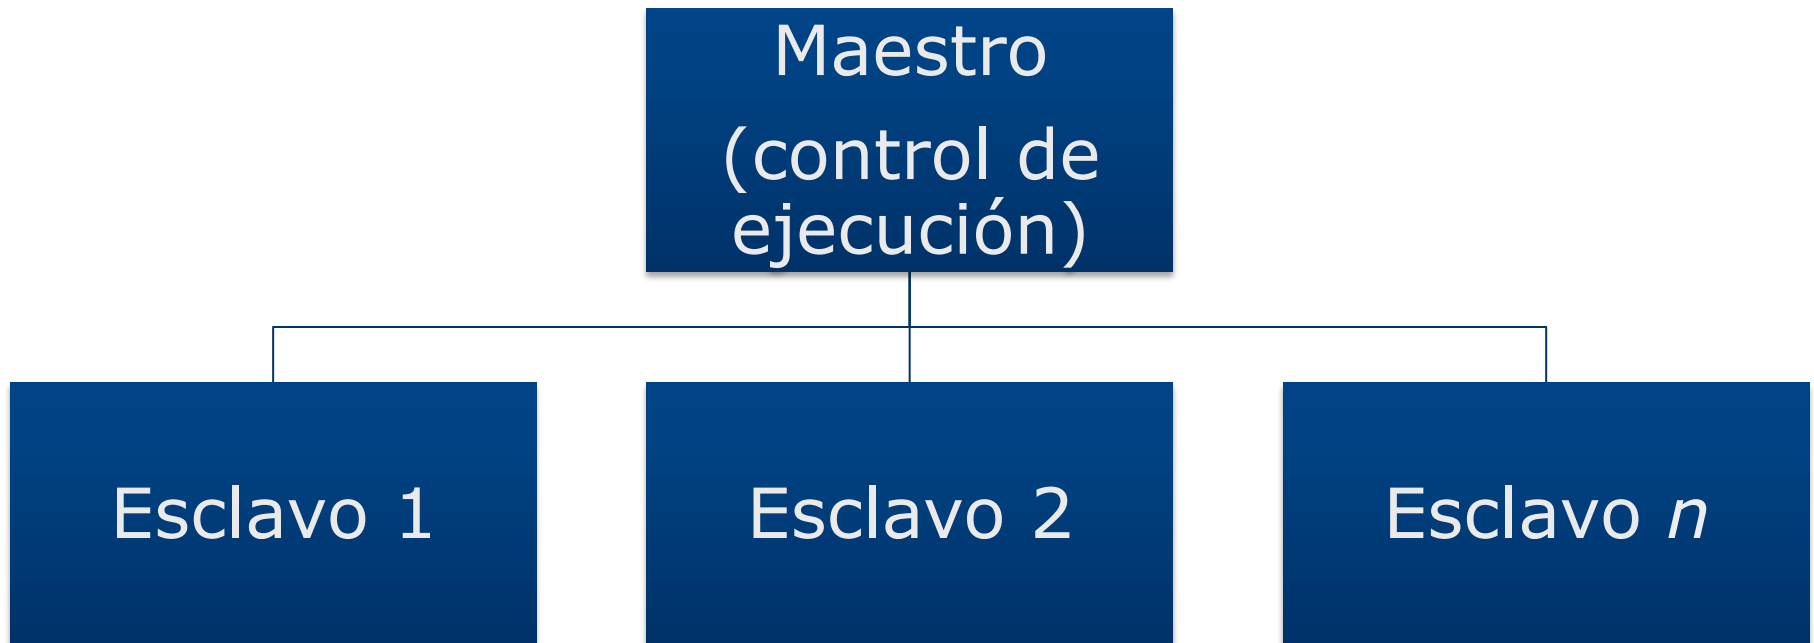 Maestro
(control de
ejecución)
Esclavo 1
Esclavo 2
Esclavo n